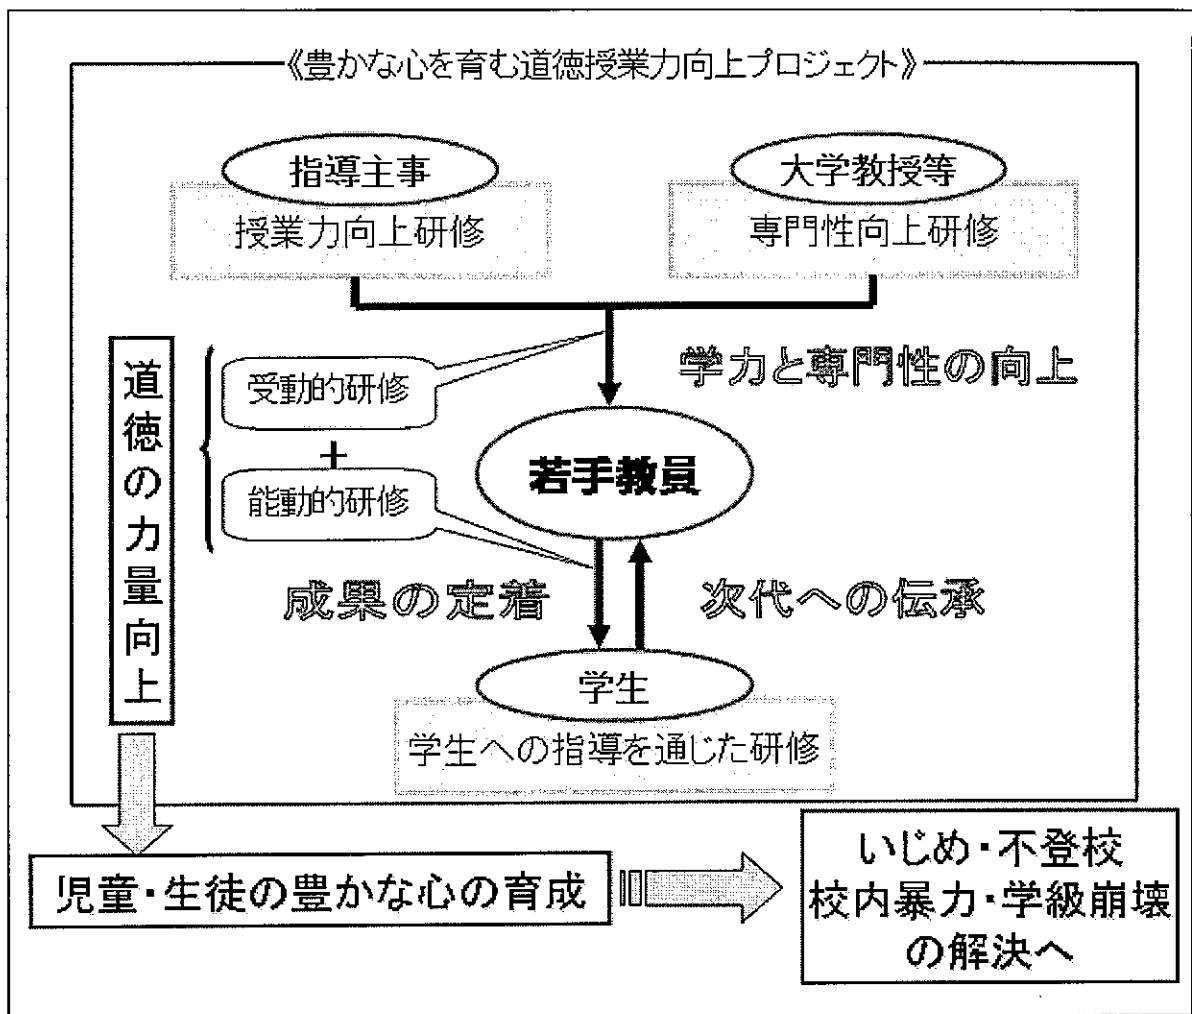 《豊かな心を育む道徳授業力向上プロジェクト》
指導主事
授業力向上研修
大学教授等
専門性向上研修
受動的研修
+
能動的研修
道徳の力量向上
学力と専門性の向上
若手教員
成果の定着
次代への伝承
学生
学生への指導を通じた研修
児童・生徒の豊かな心の育成
いじめ・不登校
校内暴力・学級崩壊
の解決へ